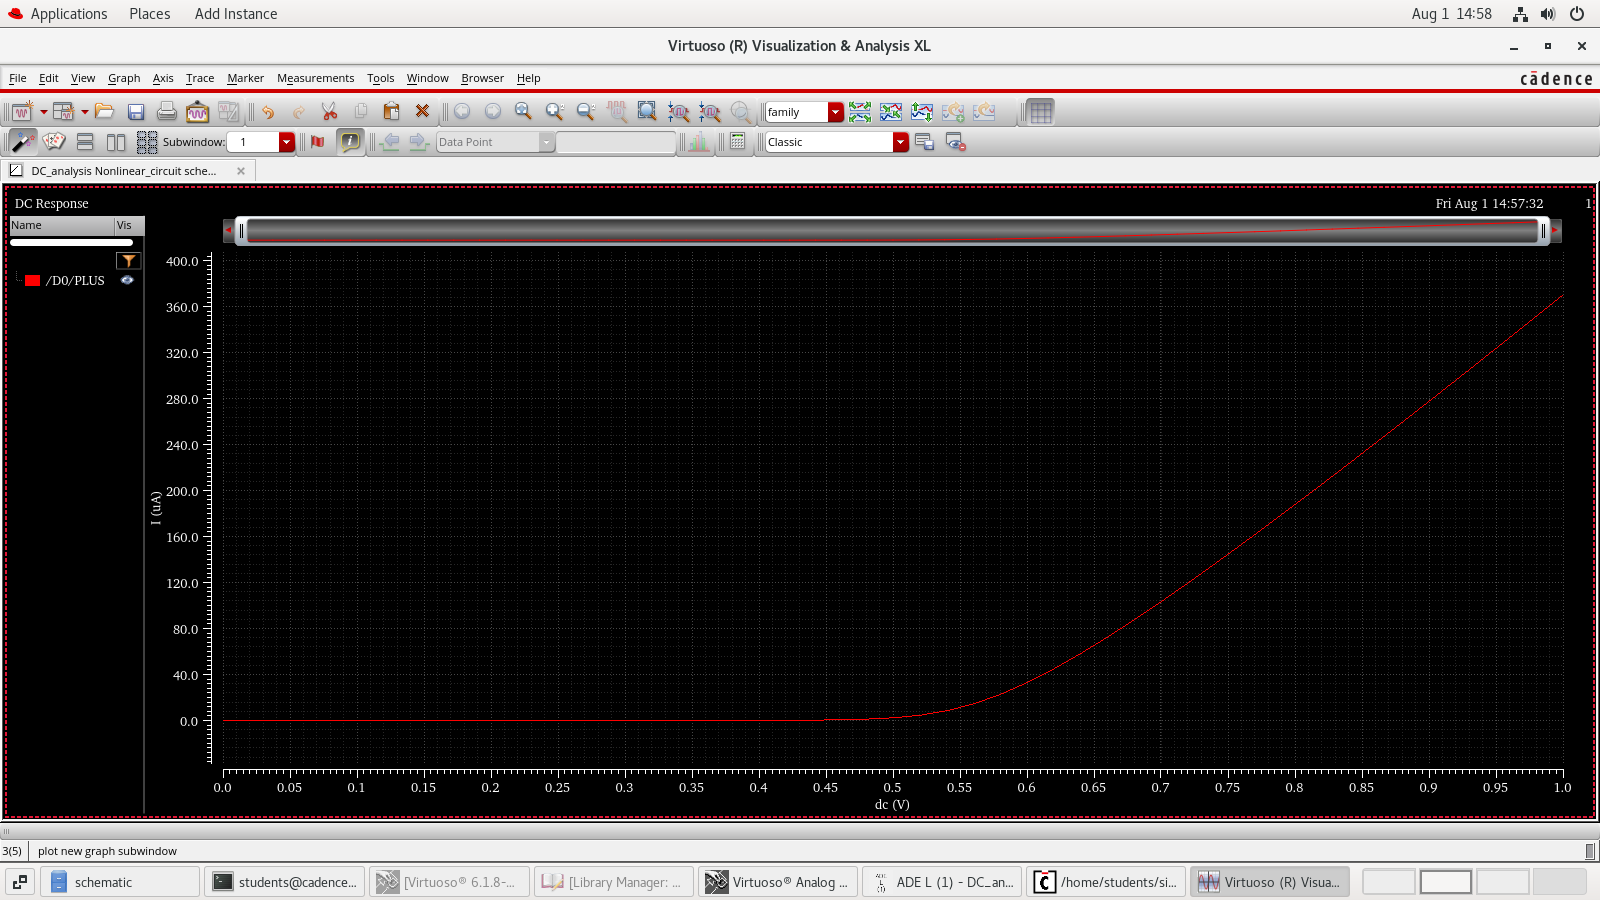 Applications Places Add Instance Aug 1 14:58
Virtuoso (R) Visualization & Analysis XL
File Edit View Graph Axis Trace Marker Measurements Tools Window Browser Help cādence
family
Subwindow: 1 Data Point Classic
DC_analysis Nonlinear_circuit sche...
DC Response Fri Aug 1 14:57:32 1
Name Vis
/D0/PLUS
400.0
360.0
320.0
280.0
240.0
200.0
160.0
120.0
80.0
40.0
0.0
I (uA)
0.0 0.05 0.1 0.15 0.2 0.25 0.3 0.35 0.4 0.45 0.5 0.55 0.6 0.65 0.7 0.75 0.8 0.85 0.9 0.95 1.0
dc (V)
3(5) plot new graph subwindow
schematic students@cadence... [Virtuoso® 6.1.8-... [Library Manager: ... Virtuoso® Analog ... ADE L (1) - DC_an... /home/students/si... Virtuoso (R) Visua...